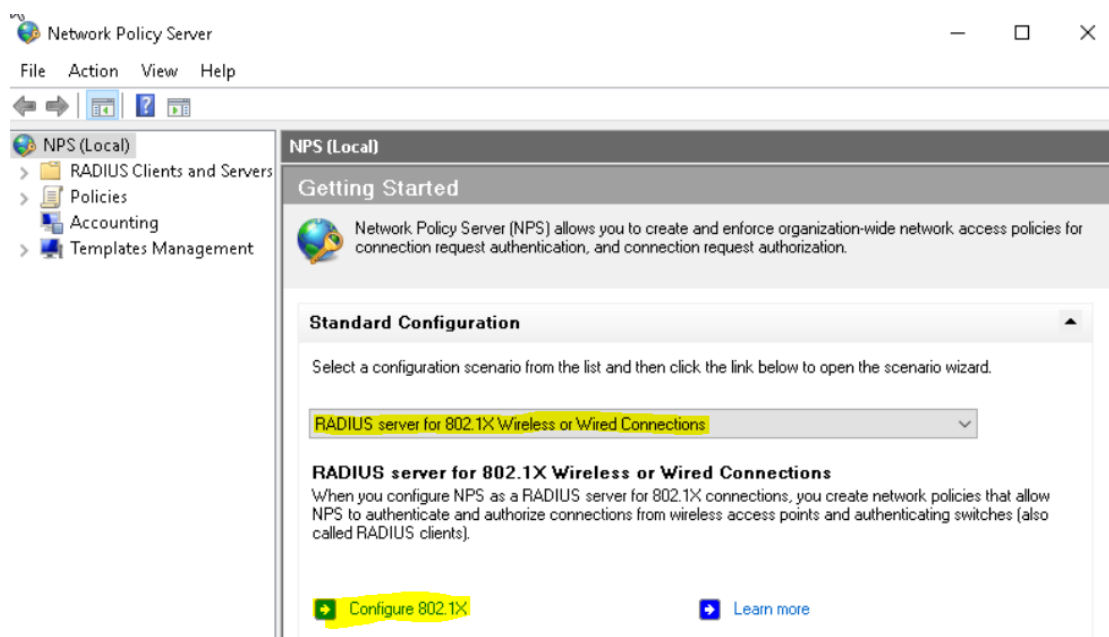 Network Policy Server
File Action View Help
NPS (Local)
RADIUS Clients and Servers
Policies
Accounting
Templates Management
NPS (Local)
Getting Started
Network Policy Server (NPS) allows you to create and enforce organization-wide network access policies for
connection request authentication, and connection request authorization.
Standard Configuration
Select a configuration scenario from the list and then click the link below to open the scenario wizard.
RADIUS server for 802.1X Wireless or Wired Connections
RADIUS server for 802.1X Wireless or Wired Connections
When you configure NPS as a RADIUS server for 802.1X connections, you create network policies that allow
NPS to authenticate and authorize connections from wireless access points and authenticating switches (also
called RADIUS clients).
Configure 802.1X
Learn more